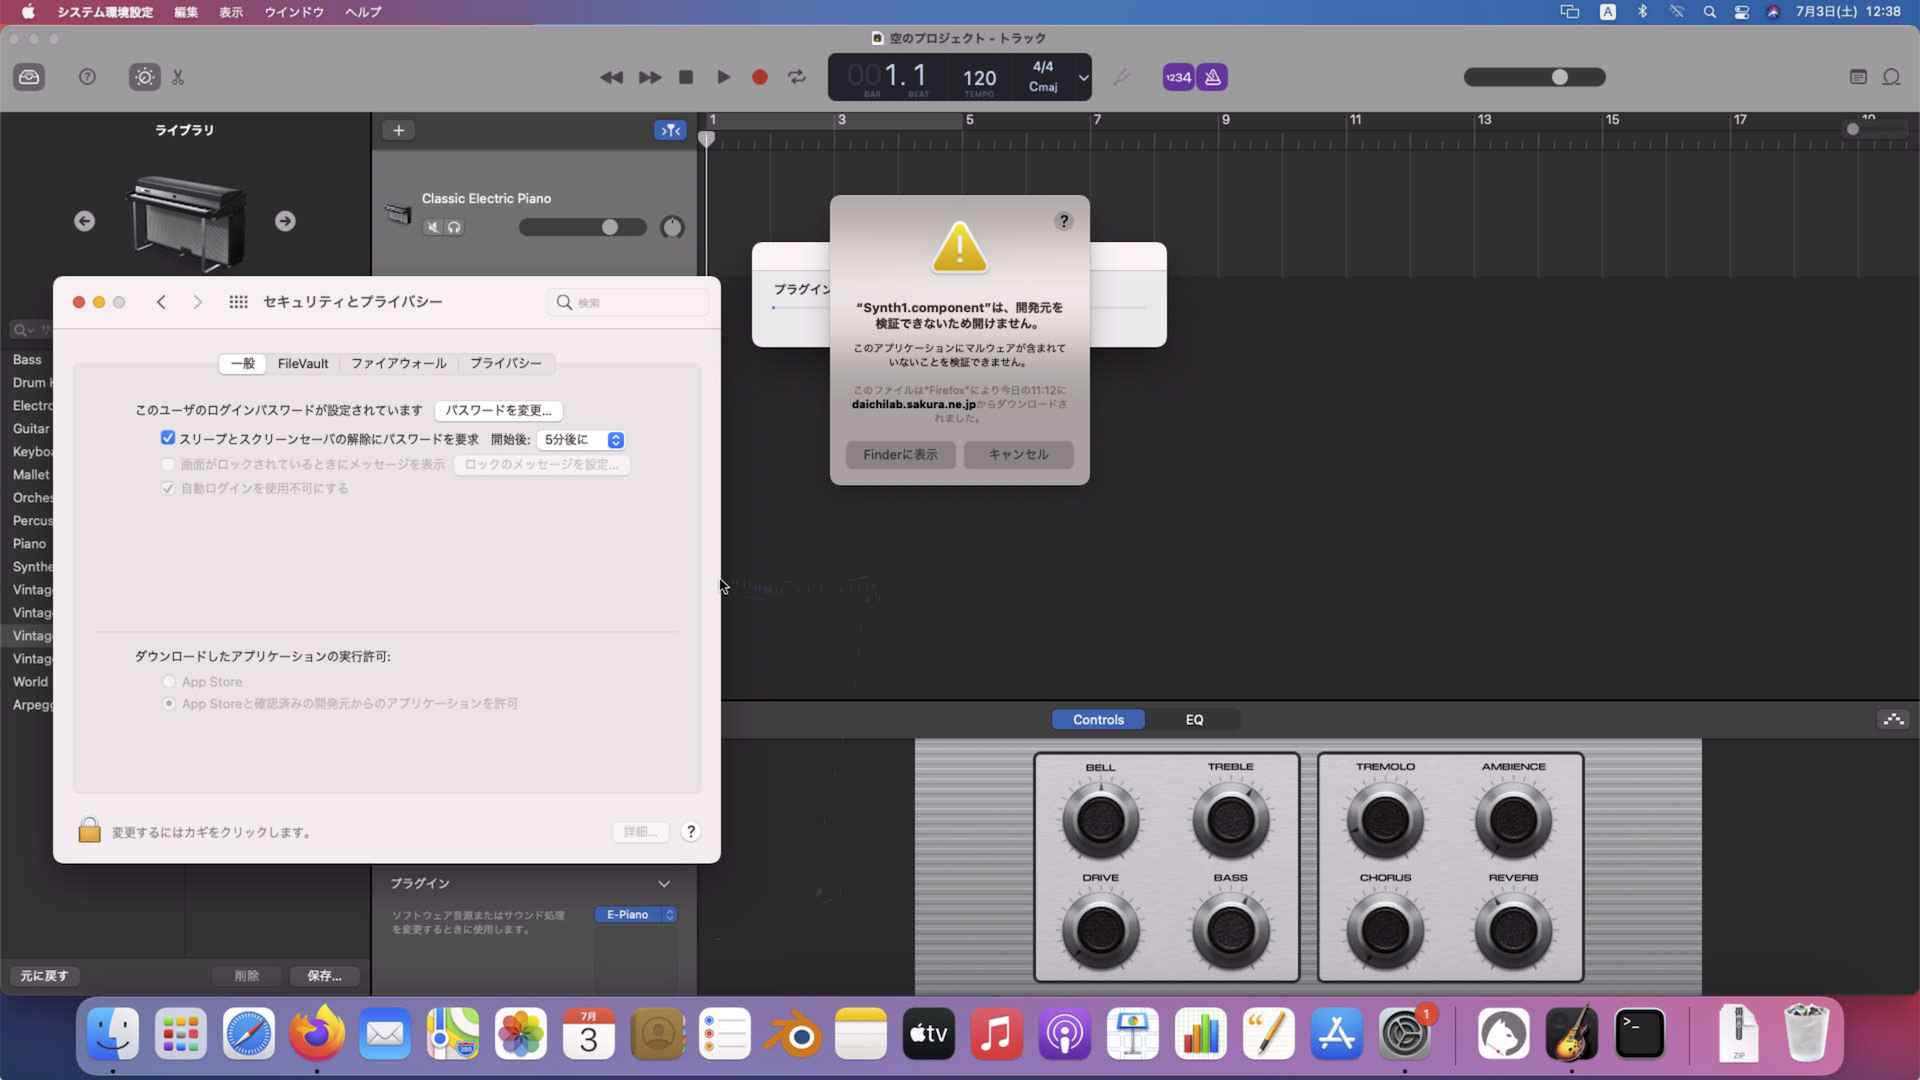 システム環境設定 編集 表示 ウインドウ ヘルプ
A
7月3日(土) 12:38
空のプロジェクト - トラック
001.1
BAR BEAT
120
TEMPO
4/4
Cmaj
1234
ライブラリ
1 3 5 7 9 11 13 15 17 19
Classic Electric Piano
セキュリティとプライバシー
検索
一般 FileVault ファイアウォール プライバシー
このユーザのログインパスワードが設定されています パスワードを変更...
スリープとスクリーンセーバの解除にパスワードを要求 開始後: 5分後に
画面がロックされているときにメッセージを表示 ロックのメッセージを設定...
自動ログインを使用不可にする
ダウンロードしたアプリケーションの実行許可:
App Store
App Storeと確認済みの開発元からのアプリケーションを許可
変更するにはカギをクリックします。
詳細... ?
プラグイン
?
“Synth1.component”は、開発元を
検証できないため開けません。
このアプリケーションにマルウェアが含まれて
いないことを検証できません。
このファイルは“Firefox”により今日の11:12に
daichilab.sakura.ne.jpからダウンロードさ
れました。
Finderに表示 キャンセル
サ
Bass
Drum K
Electro
Guitar
Keyboa
Mallet
Orches
Percus
Piano
Synthe
Vintag
Vintag
Vintag
Vintag
World
Arpegg
プラグイン
ソフトウェア音源またはサウンド処理
を変更するときに使用します。
E-Piano
元に戻す 削除 保存...
Controls EQ
BELL TREBLE TREMOLO AMBIENCE
DRIVE BASS CHORUS REVERB
7月
3
280
tv
1
>_
ZIP